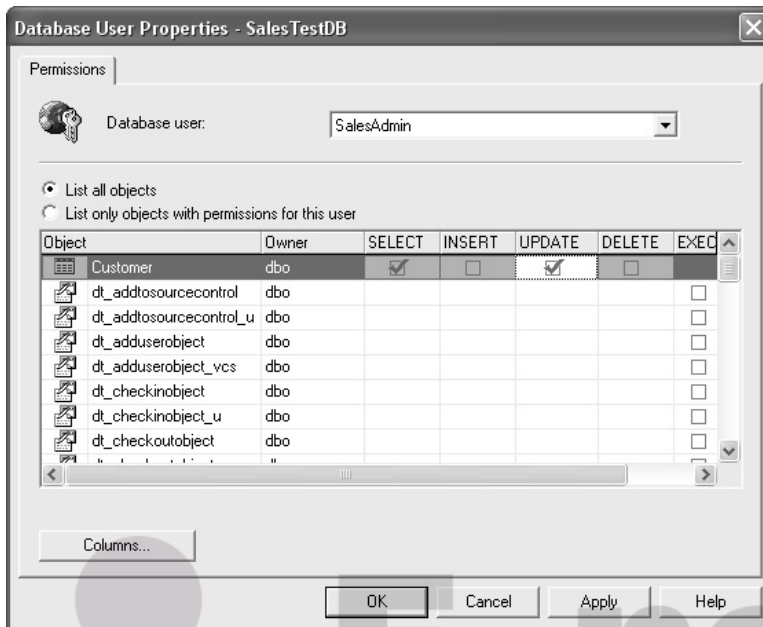 Database User Properties - SalesTestDB
Permissions
Database user:
SalesAdmin
List all objects
List only objects with permissions for this user
Object Owner SELECT INSERT UPDATE DELETE EXEC
Customer dbo
dt_addtosourcecontrol dbo
dt_addtosourcecontrol_u dbo
dt_adduserobject dbo
dt_adduserobject_vcs dbo
dt_checkinobject dbo
dt_checkinobject_u dbo
dt_checkoutobject dbo
Columns...
OK Cancel Apply Help